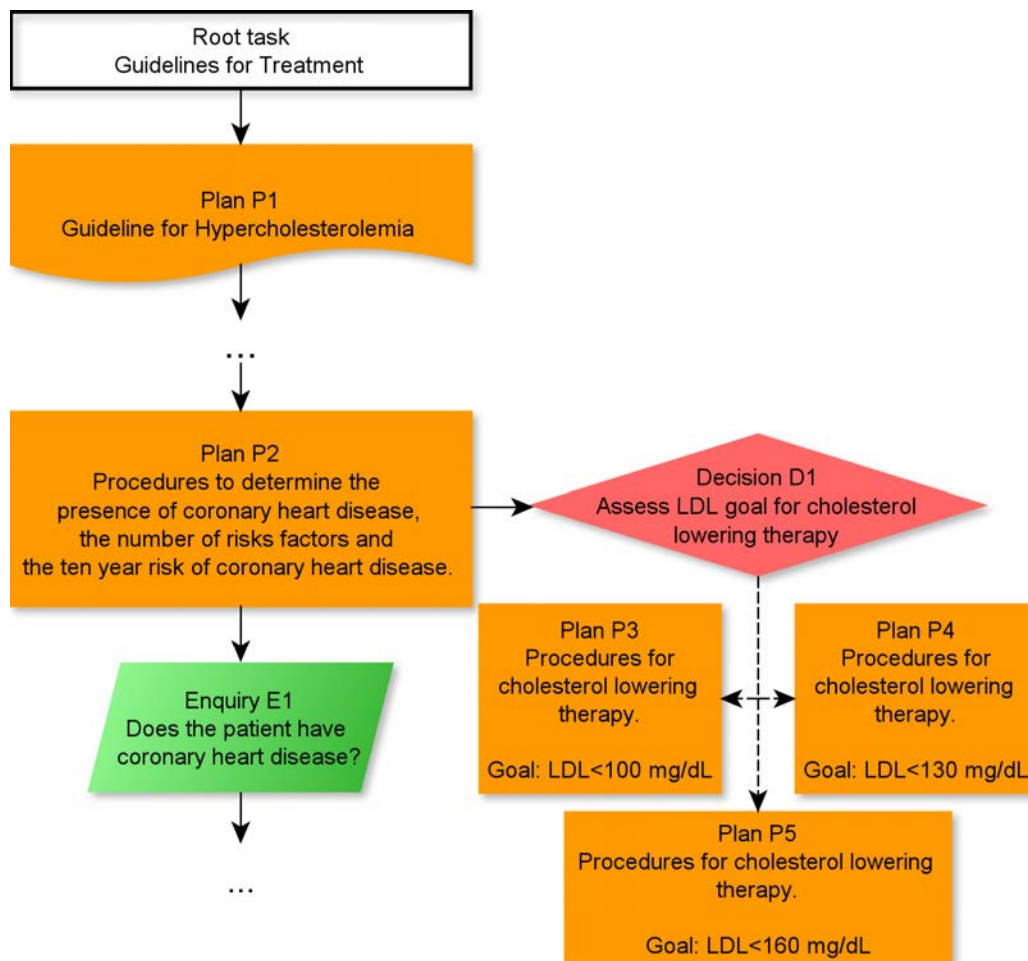 Root task
Guidelines for Treatment
Plan P1
Guideline for Hypercholesterolemia
...
Plan P2
Procedures to determine the
presence of coronary heart disease,
the number of risks factors and
the ten year risk of coronary heart disease.
Decision D1
Assess LDL goal for cholesterol
lowering therapy
Enquiry E1
Does the patient have
coronary heart disease?
...
Plan P3
Procedures for
cholesterol lowering
therapy.
Goal: LDL<100 mg/dL
Plan P4
Procedures for
cholesterol lowering
therapy.
Goal: LDL<130 mg/dL
Plan P5
Procedures for cholesterol lowering
therapy.
Goal: LDL<160 mg/dL